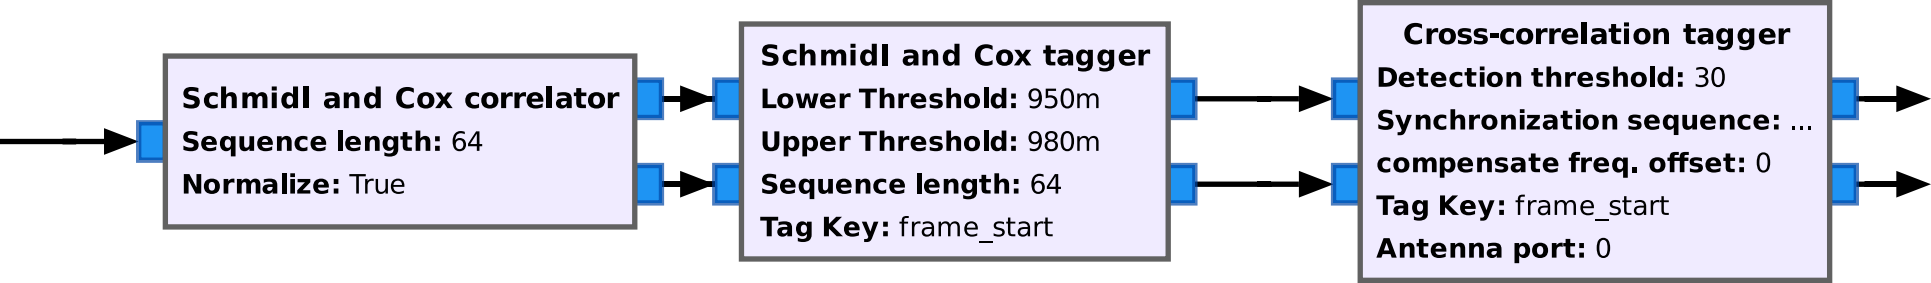 Schmidl and Cox correlator
Sequence length: 64
Normalize: True
Schmidl and Cox tagger
Lower Threshold: 950m
Upper Threshold: 980m
Sequence length: 64
Tag Key: frame_start
Cross-correlation tagger
Detection threshold: 30
Synchronization sequence: ...
compensate freq. offset: 0
Tag Key: frame_start
Antenna port: 0